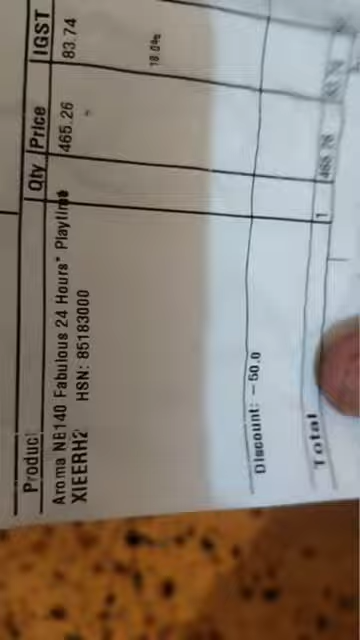 Product Qty Price IGST
Aroma NB140 Fabulous 24 Hours* Playtime 465.26 83.74
XIEERH2 HSN: 85183000
18.0%
Discount: - 50.0
Total 1